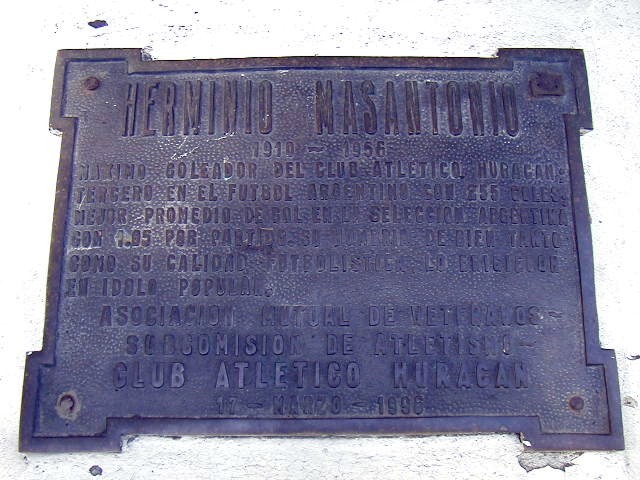 HERMINIO MASANTONIO
1910 - 1956
MAXIMO GOLEADOR DEL CLUB ATLETICO HURACAN.
TERCERO EN EL FUTBOL ARGENTINO CON 255 GOLES.
MEJOR PROMEDIO DE GOL EN LA SELECCION ARGENTINA
CON 1.05 POR PARTIDO. SU HOMBRIA DE BIEN TANTO
COMO SU CALIDAD FUTBOLISTICA LO ERIGIERON
EN IDOLO POPULAR.
ASOCIACION MUTUAL DE VETERANOS -
SUBCOMISION DE ATLETISMO -
CLUB ATLETICO HURACAN
17 - MARZO - 1996